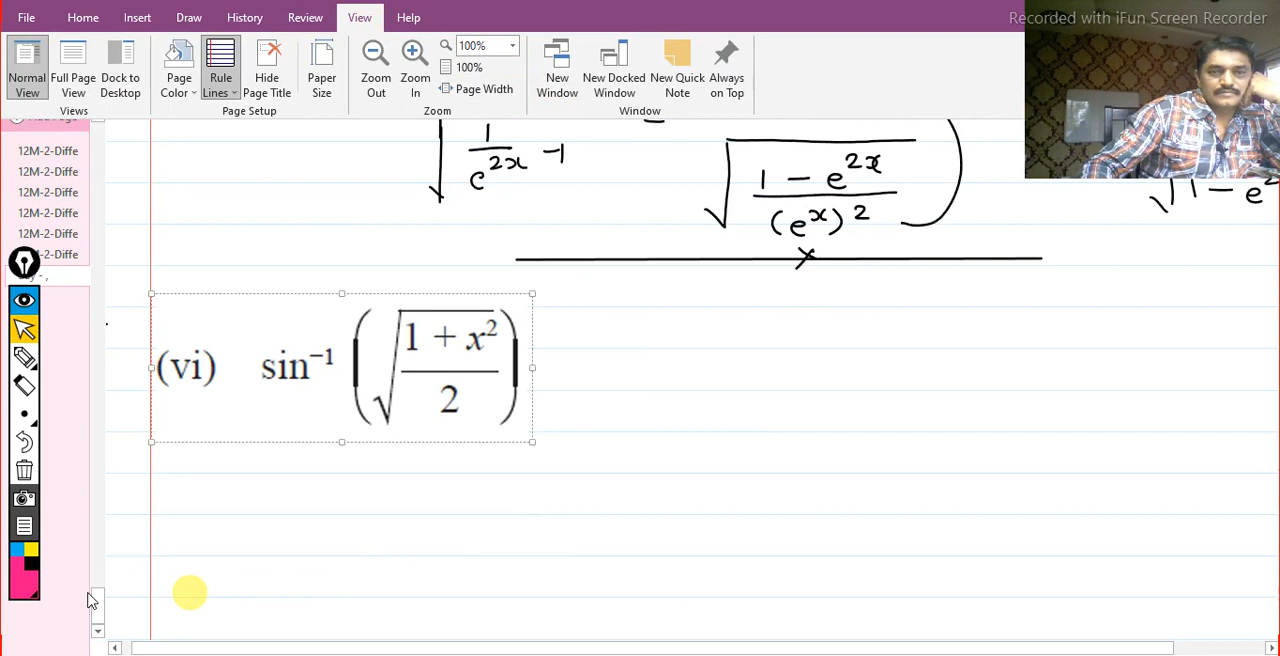 File Home Insert Draw History Review View Help
Recorded with iFun Screen Recorder
Normal View Full Page View Dock to Desktop Page Color Rule Lines Hide Page Title Paper Size Zoom Out Zoom In 100% 100% Page Width New Window New Docked Window New Quick Note Always on Top
Views Page Setup Zoom Window
12M-2-Diffe
12M-2-Diffe
12M-2-Diffe
12M-2-Diffe
12M-2-Diffe
M-2-Diffe
√(1/e^2x -1
√((1 - e^2x)/(e^x)^2) )
√1 - e^2
x
(vi) sin⁻¹ (√((1 + x²)/2))